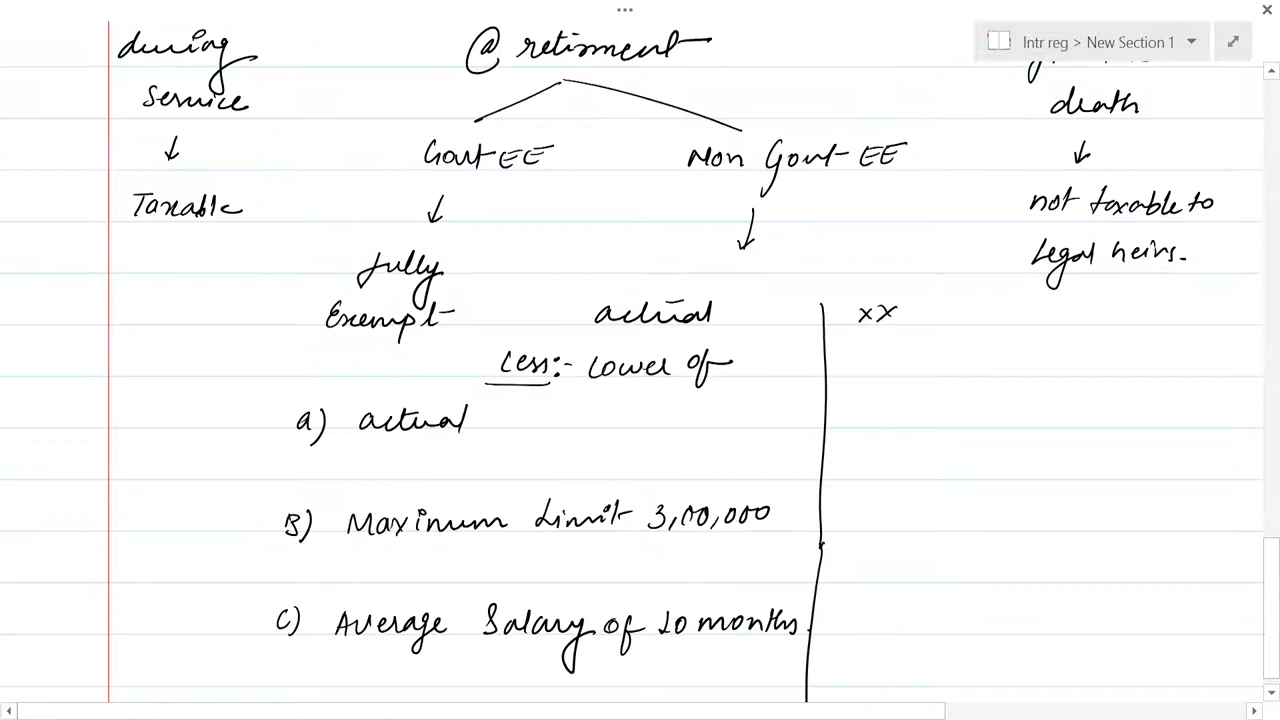 ...
Intr reg > New Section 1
during @ retirement
Service death
Govt EE Non Govt EE
Taxable not taxable to
fully Legal heirs.
Exempt actual xx
Less:- Lower of
a) actual
B) Maximum Limit 3,00,000
C) Average Salary of 10 months.